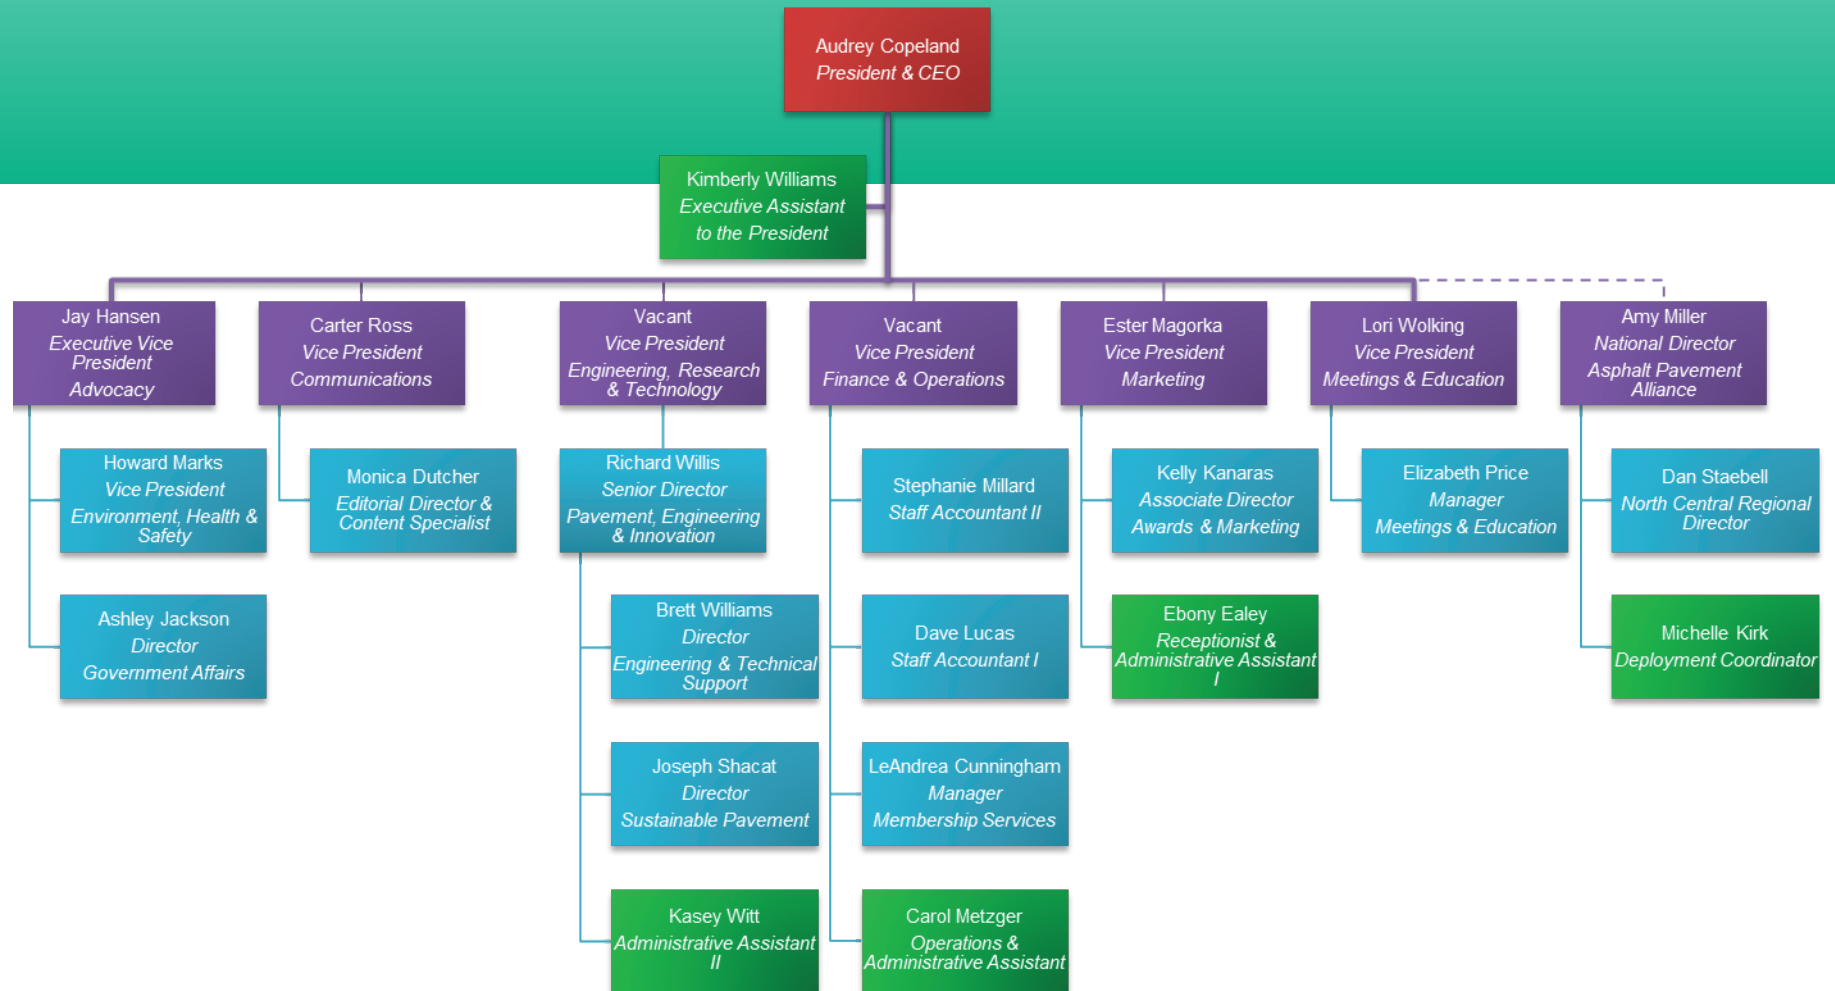 Audrey Copeland
President & CEO
Kimberly Williams
Executive Assistant
to the President
Jay Hansen
Executive Vice
President
Advocacy
Carter Ross
Vice President
Communications
Vacant
Vice President
Engineering, Research
& Technology
Vacant
Vice President
Finance & Operations
Ester Magorka
Vice President
Marketing
Lori Wolking
Vice President
Meetings & Education
Amy Miller
National Director
Asphalt Pavement
Alliance
Howard Marks
Vice President
Environment, Health &
Safety
Monica Dutcher
Editorial Director &
Content Specialist
Richard Willis
Senior Director
Pavement, Engineering
& Innovation
Stephanie Millard
Staff Accountant II
Kelly Kanaras
Associate Director
Awards & Marketing
Elizabeth Price
Manager
Meetings & Education
Dan Staebell
North Central Regional
Director
Ashley Jackson
Director
Government Affairs
Brett Williams
Director
Engineering & Technical
Support
Dave Lucas
Staff Accountant I
Ebony Ealey
Receptionist &
Administrative Assistant
I
Michelle Kirk
Deployment Coordinator
Joseph Shacat
Director
Sustainable Pavement
LeAndrea Cunningham
Manager
Membership Services
Kasey Witt
Administrative Assistant
II
Carol Metzger
Operations &
Administrative Assistant